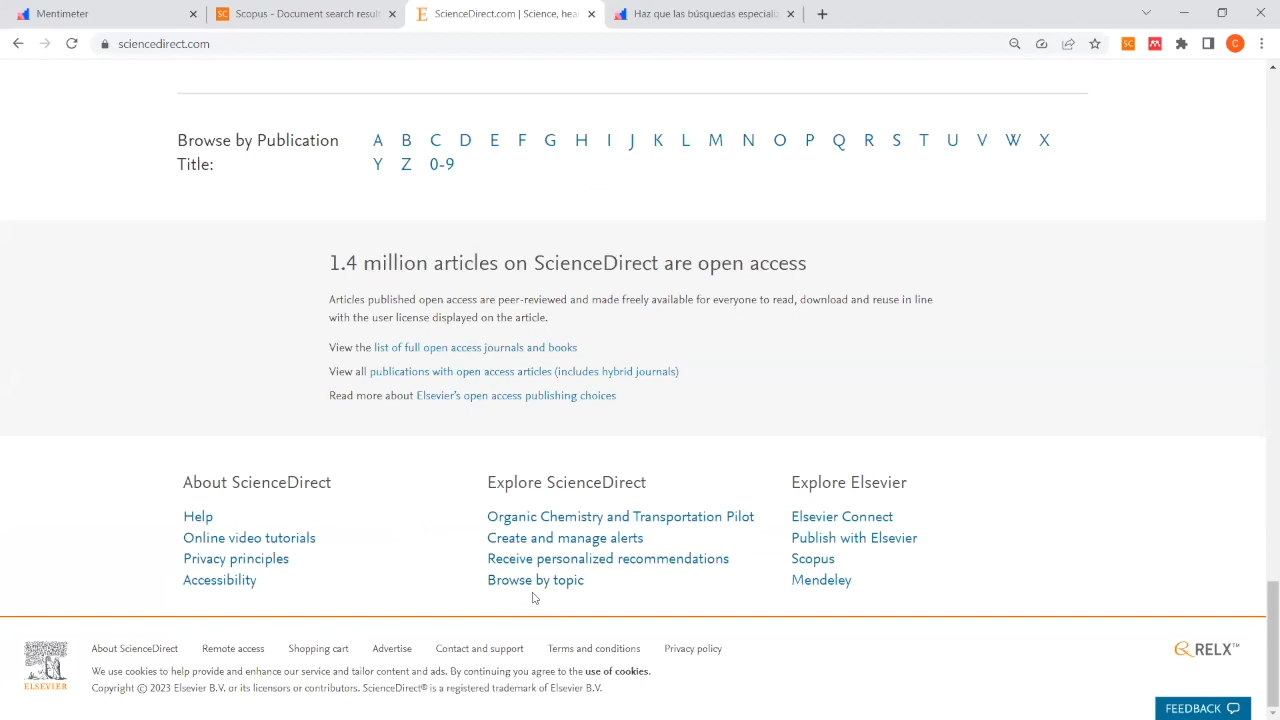 Mentimeter
Scopus - Document search result
ScienceDirect.com | Science, hea
Haz que las búsquedas especializ
sciencedirect.com
SC
C
Browse by Publication Title:
A B C D E F G H I J K L M N O P Q R S T U V W X
Y Z 0-9
1.4 million articles on ScienceDirect are open access
Articles published open access are peer-reviewed and made freely available for everyone to read, download and reuse in line
with the user license displayed on the article.
View the list of full open access journals and books
View all publications with open access articles (includes hybrid journals)
Read more about Elsevier's open access publishing choices
About ScienceDirect
Help
Online video tutorials
Privacy principles
Accessibility
Explore ScienceDirect
Organic Chemistry and Transportation Pilot
Create and manage alerts
Receive personalized recommendations
Browse by topic
Explore Elsevier
Elsevier Connect
Publish with Elsevier
Scopus
Mendeley
ELSEVIER
About ScienceDirect Remote access Shopping cart Advertise Contact and support Terms and conditions Privacy policy
We use cookies to help provide and enhance our service and tailor content and ads. By continuing you agree to the use of cookies.
Copyright © 2023 Elsevier B.V. or its licensors or contributors. ScienceDirect® is a registered trademark of Elsevier B.V.
RELX™
FEEDBACK